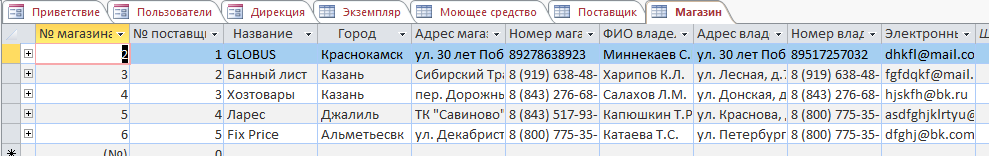 Приветствие Пользователи Дирекция Экземпляр Моющее средство Поставщик Магазин
№ магазина № поставщ Название Город Адрес мага: Номер магаз ФИО владе. Адрес влад Номер влад Электронны
2 1 GLOBUS Краснокамск ул. 30 лет Поб 89278638923 Миннекаев С. ул. 30 лет Поб 89517257032 dhkfl@mail.co
3 2 Банный лист Казань Сибирский Тра 8 (919) 638-48- Харипов К.Л. ул. Лесная, д.7 8 (919) 638-48- fgfdqkf@mail.
4 3 Хозтовары Казань пер. Дорожны 8 (843) 276-68- Салахов Л.М. ул. Донская, д 8 (843) 276-68- hjskfh@bk.ru
5 4 Ларес Джалиль ТК "Савиново" 8 (843) 517-93- Капюшкин Т.Р ул. Краснова, 8 (800) 775-35- asdfghjklrtyu@
6 5 Fix Price Альметьевск ул. Декабрист 8 (800) 775-35- Катаева Т.С. ул. Петербург 8 (800) 775-35- dfghj@bk.com
(№) 0